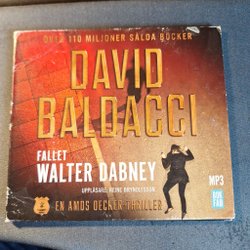 ÖVER 110 MILJONER SÅLDA BÖCKER
DAVID
BALDACCI
FALLET
WALTER DABNEY
UPPLÄSARE: REINE BRYNOLFSSON
MP3
BOK
FAB
EN AMOS DECKER-THRILLER